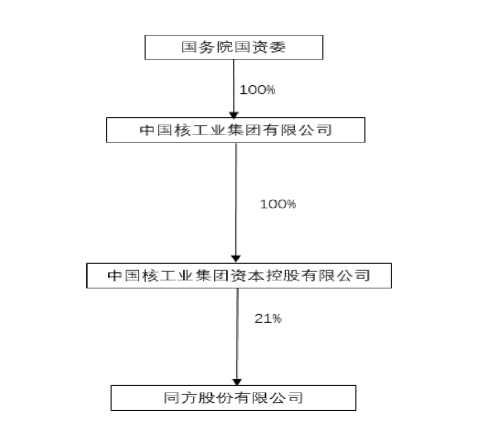 国务院国资委
100%
中国核工业集团有限公司
100%
中国核工业集团资本控股有限公司
21%
同方股份有限公司